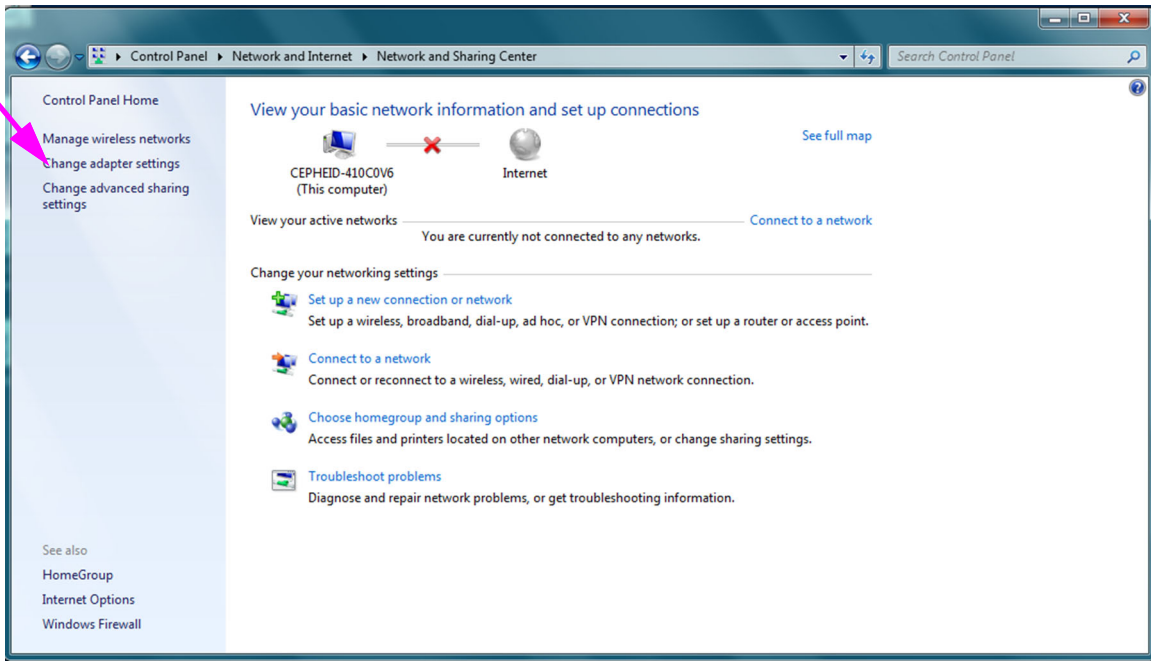 Control Panel ▸ Network and Internet ▸ Network and Sharing Center
Search Control Panel
Control Panel Home
Manage wireless networks
Change adapter settings
Change advanced sharing
settings
View your basic network information and set up connections
See full map
CEPHEID-410C0V6
(This computer)
Internet
View your active networks
Connect to a network
You are currently not connected to any networks.
Change your networking settings
Set up a new connection or network
Set up a wireless, broadband, dial-up, ad hoc, or VPN connection; or set up a router or access point.
Connect to a network
Connect or reconnect to a wireless, wired, dial-up, or VPN network connection.
Choose homegroup and sharing options
Access files and printers located on other network computers, or change sharing settings.
Troubleshoot problems
Diagnose and repair network problems, or get troubleshooting information.
See also
HomeGroup
Internet Options
Windows Firewall